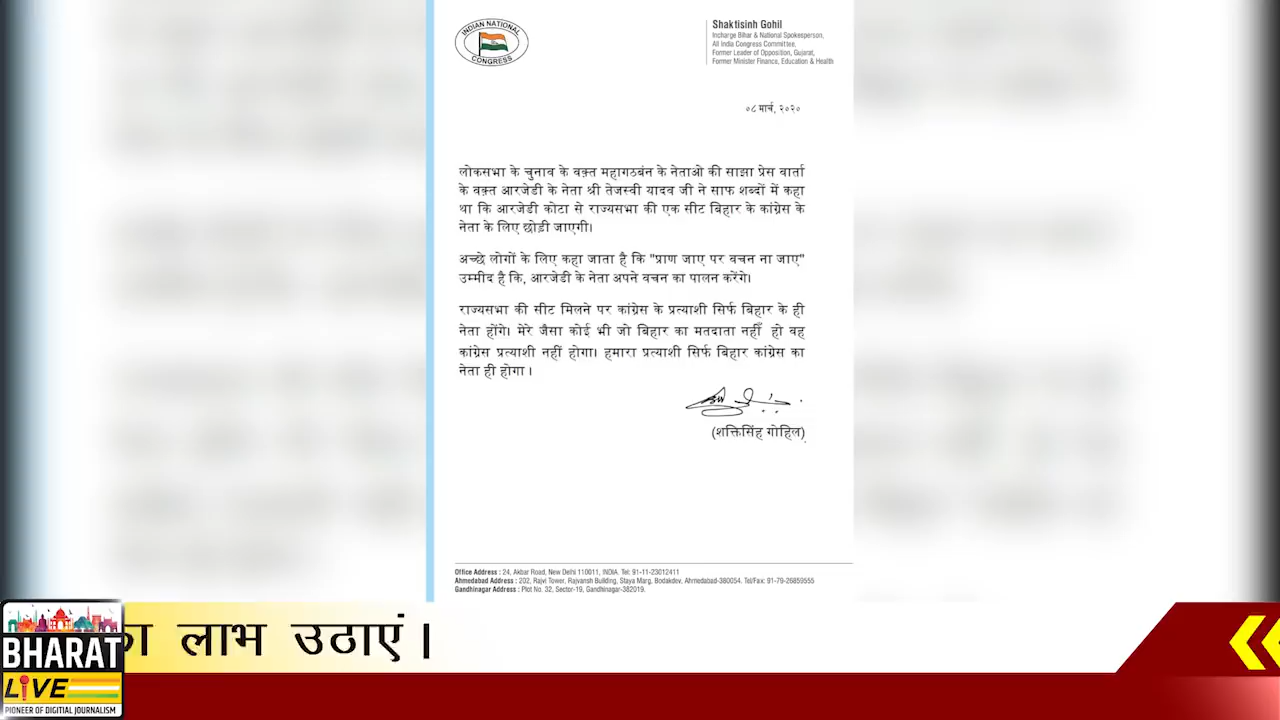 INDIAN NATIONAL
CONGRESS
Shaktisinh Gohil
Incharge Bihar & National Spokesperson,
All India Congress Committee,
Former Leader of Opposition, Gujarat,
Former Minister Finance, Education & Health
०८ मार्च, २०२०
लोकसभा के चुनाव के वक़्त महागठबंन के नेताओ की साझा प्रेस वार्ता
के वक़्त आरजेडी के नेता श्री तेजस्वी यादव जी ने साफ शब्दों में कहा
था कि आरजेडी कोटा से राज्यसभा की एक सीट बिहार के कांग्रेस के
नेता के लिए छोड़ी जाएगी।
अच्छे लोगों के लिए कहा जाता है कि "प्राण जाए पर वचन ना जाए"
उम्मीद है कि, आरजेडी के नेता अपने वचन का पालन करेंगे।
राज्यसभा की सीट मिलने पर कांग्रेस के प्रत्याशी सिर्फ बिहार के ही
नेता होंगे। मेरे जैसा कोई भी जो बिहार का मतदाता नहीँ हो वह
कांग्रेस प्रत्याशी नहीं होगा। हमारा प्रत्याशी सिर्फ बिहार कांग्रेस का
नेता ही होगा।
(शक्तिसिंह गोहिल)
Office Address : 24, Akbar Road, New Delhi 110011, INDIA. Tel: 91-11-23012411
Ahmedabad Address : 202, Rajvi Tower, Rajvansh Building, Staya Marg, Bodakdev, Ahmedabad-380054. Tel/Fax: 91-79-26859555
Gandhinagar Address : Plot No. 32, Sector-19, Gandhinagar-382019.
का लाभ उठाएं।
BHARAT
LIVE
PIONEER OF DIGITIAL JOURNALISM